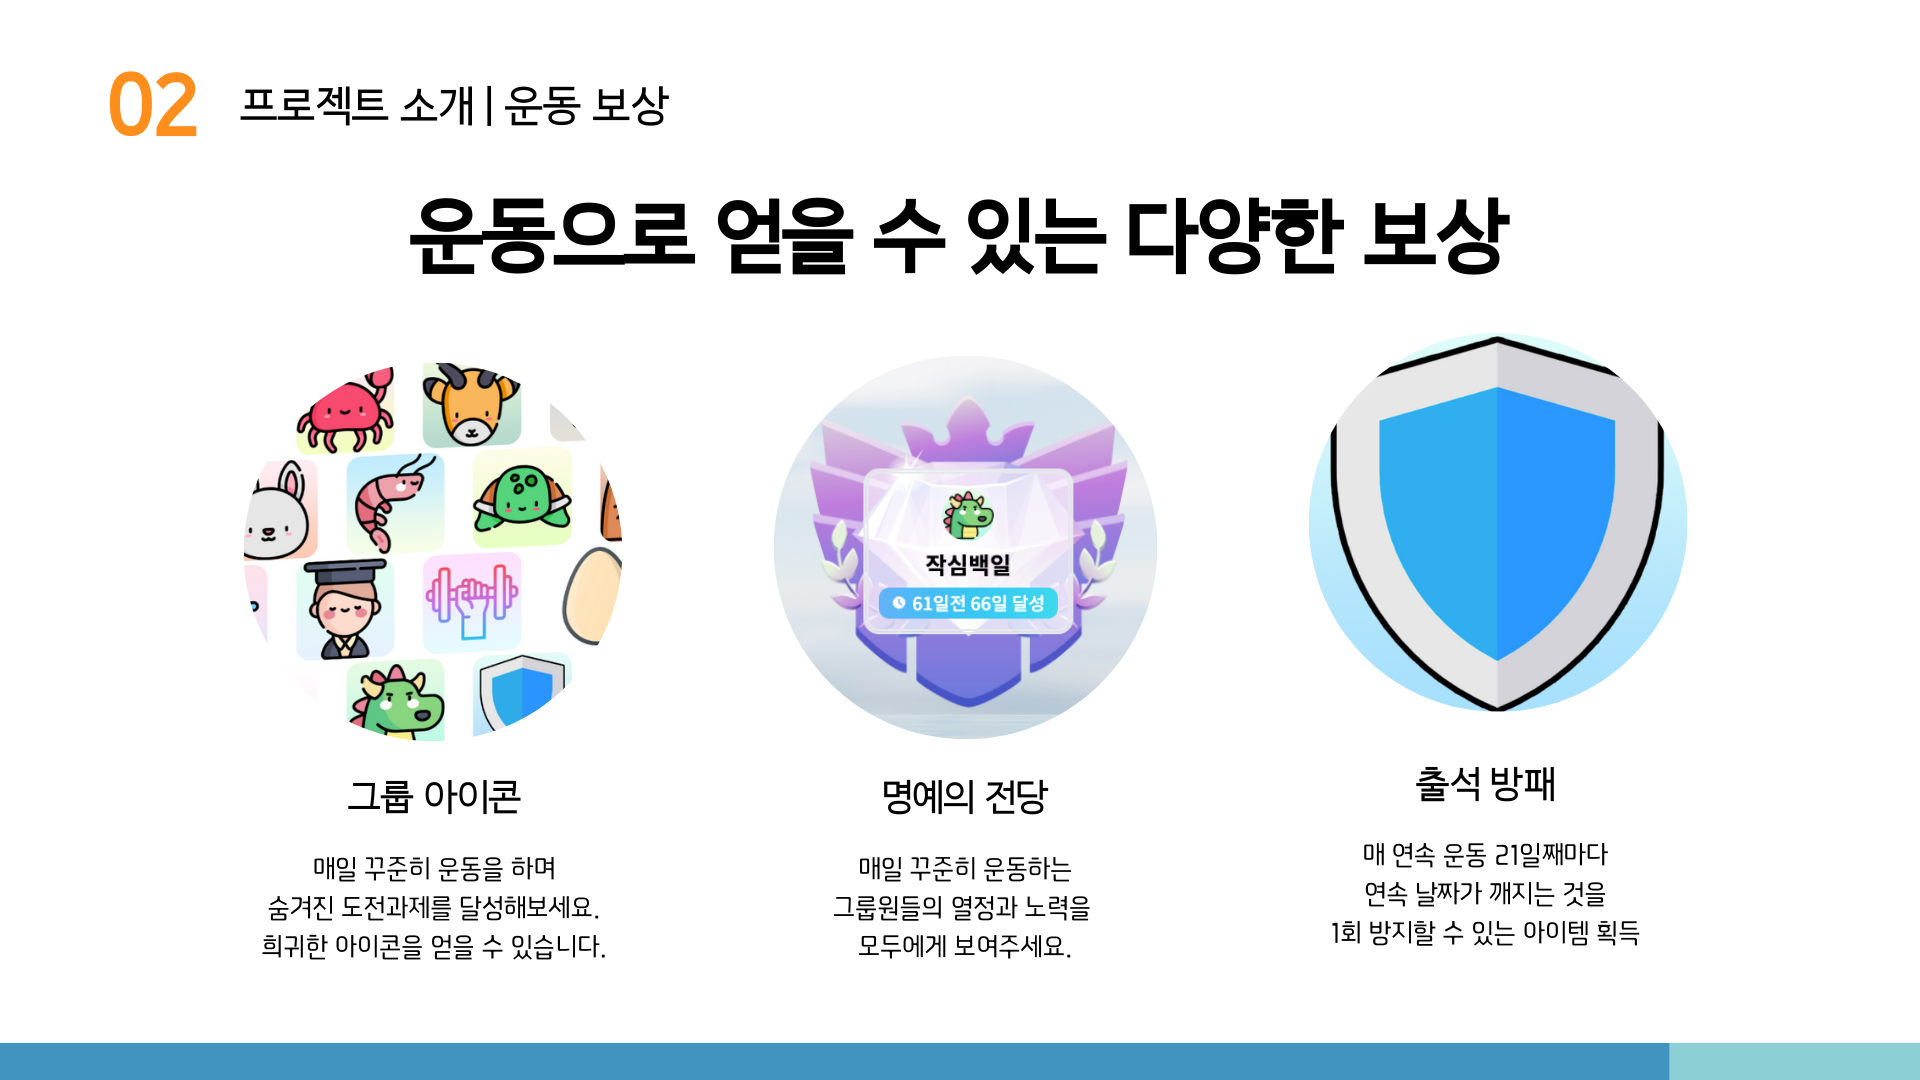 02
프로젝트 소개 | 운동 보상
운동으로 얻을 수 있는 다양한 보상
작심백일
61일전 66일 달성
그룹 아이콘
매일 꾸준히 운동을 하며
숨겨진 도전과제를 달성해보세요.
희귀한 아이콘을 얻을 수 있습니다.
명예의 전당
매일 꾸준히 운동하는
그룹원들의 열정과 노력을
모두에게 보여주세요.
출석 방패
매 연속 운동 21일째마다
연속 날짜가 깨지는 것을
1회 방지할 수 있는 아이템 획득